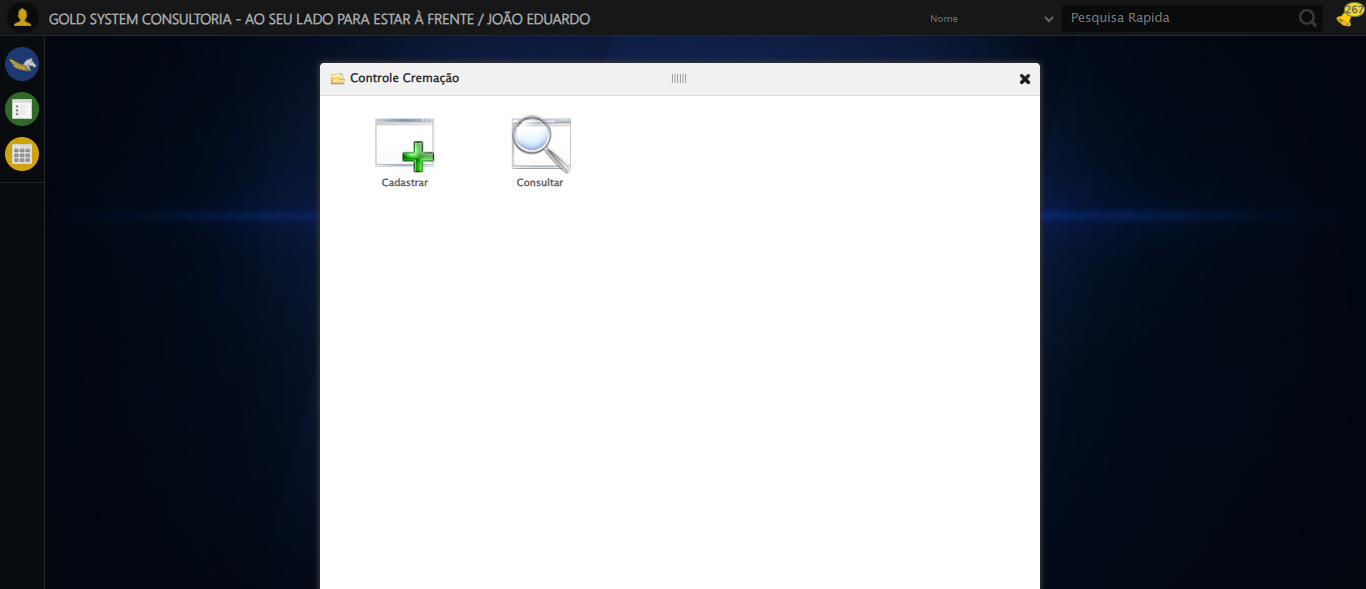 GOLD SYSTEM CONSULTORIA - AO SEU LADO PARA ESTAR À FRENTE / JOÃO EDUARDO
Nome
Pesquisa Rapida
267
Controle Cremação
Cadastrar
Consultar